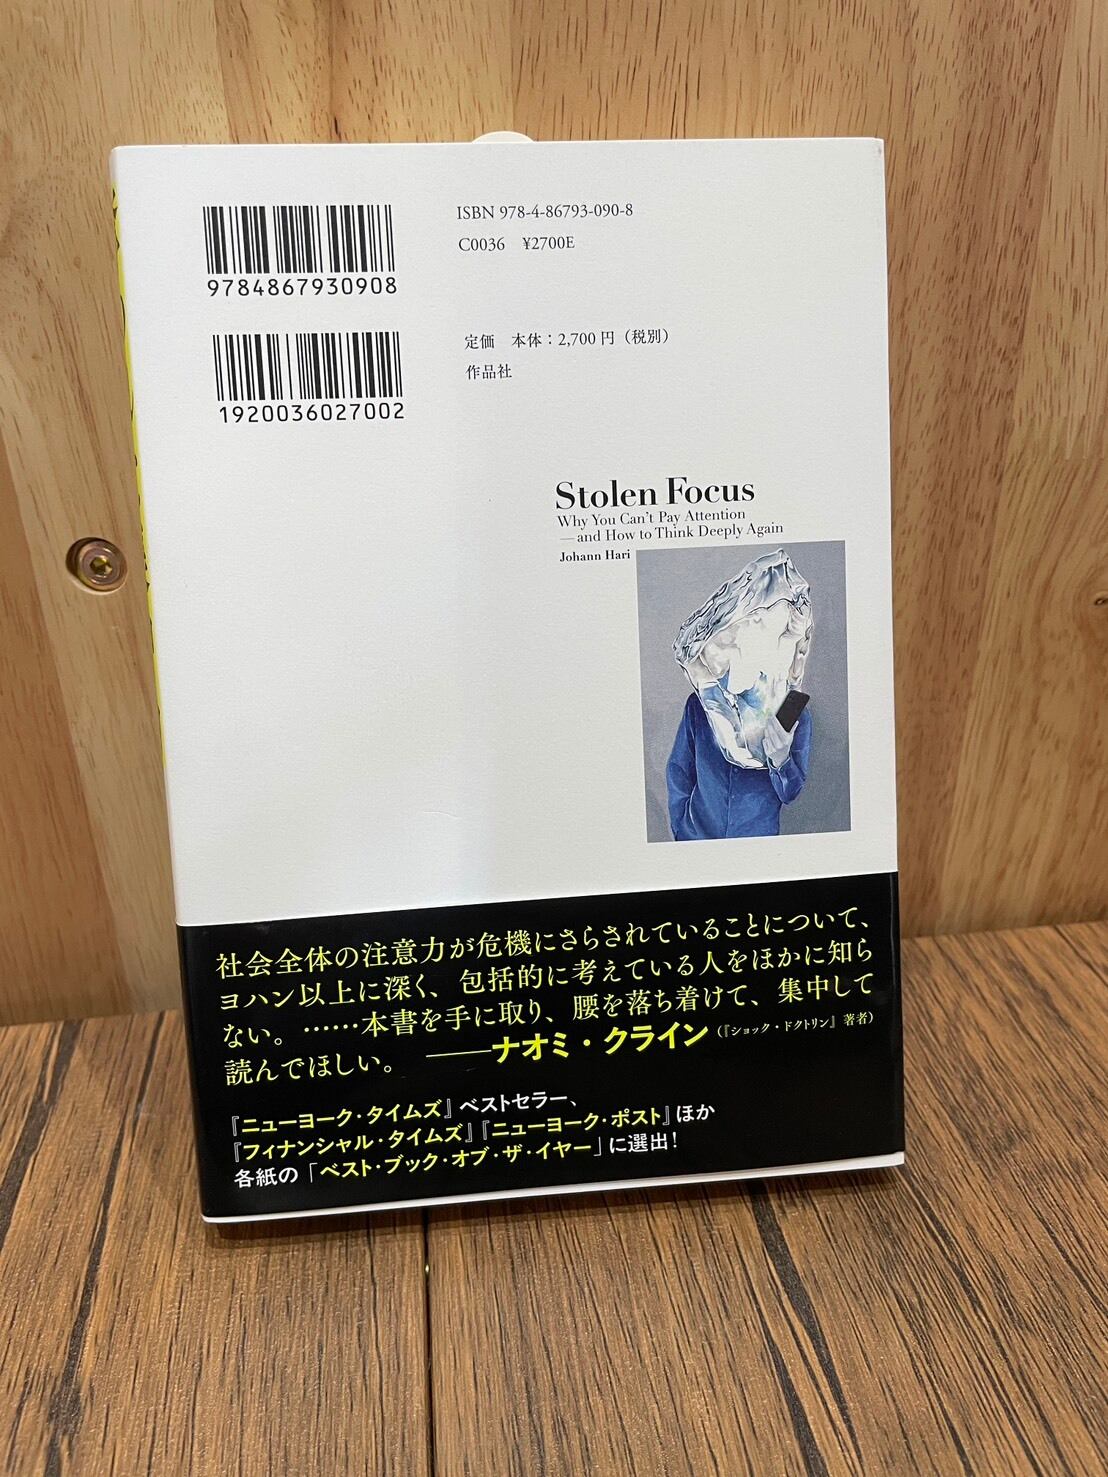 9784867930908
ISBN 978-4-86793-090-8
C0036 ¥2700E
1920036027002
定価 本体：2,700円（税別）
作品社
Stolen Focus
Why You Can't Pay Attention
—and How to Think Deeply Again
Johann Hari
社会全体の注意力が危機にさらされていることについて、
ヨハン以上に深く、包括的に考えている人をほかに知ら
ない。……本書を手に取り、腰を落ち着けて、集中して
読んでほしい。 ——ナオミ・クライン（『ショック・ドクトリン』著者）
『ニューヨーク・タイムズ』ベストセラー、
『フィナンシャル・タイムズ』『ニューヨーク・ポスト』ほか
各紙の「ベスト・ブック・オブ・ザ・イヤー」に選出！